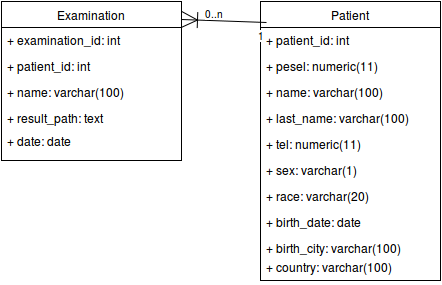 Examination
+ examination_id: int
+ patient_id: int
+ name: varchar(100)
+ result_path: text
+ date: date
0..n
1
Patient
+ patient_id: int
+ pesel: numeric(11)
+ name: varchar(100)
+ last_name: varchar(100)
+ tel: numeric(11)
+ sex: varchar(1)
+ race: varchar(20)
+ birth_date: date
+ birth_city: varchar(100)
+ country: varchar(100)